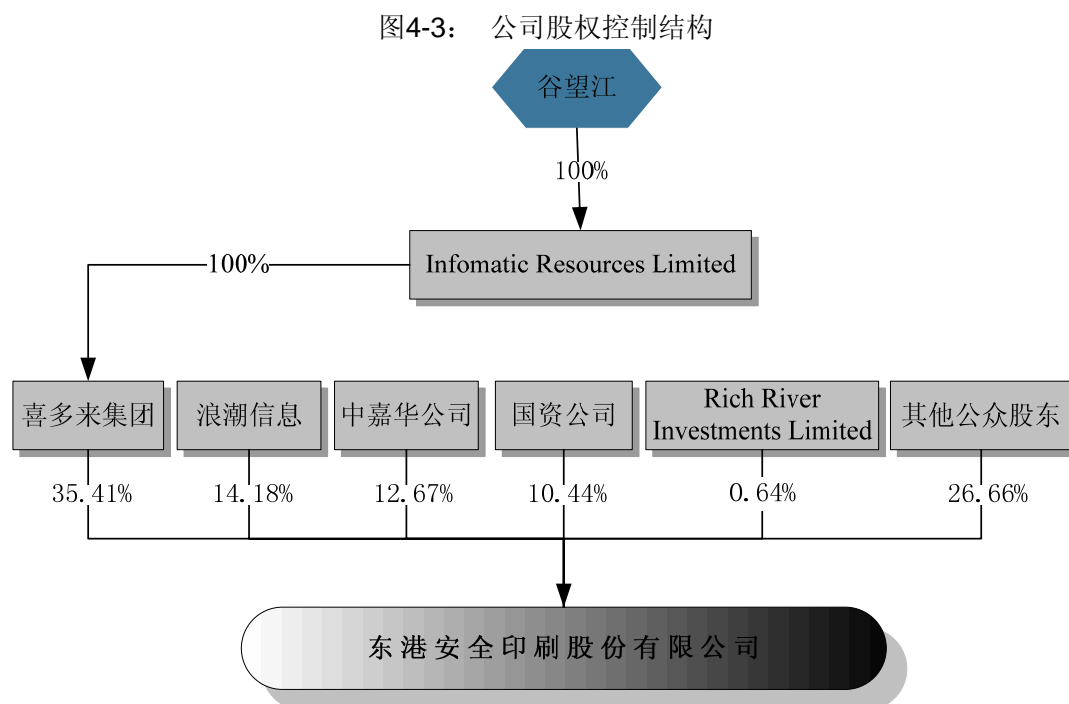 图4-3： 公司股权控制结构
谷望江
100%
Infomatic Resources Limited
100%
喜多来集团
浪潮信息
中嘉华公司
国资公司
Rich River
Investments Limited
其他公众股东
35.41%
14.18%
12.67%
10.44%
0.64%
26.66%
东港安全印刷股份有限公司